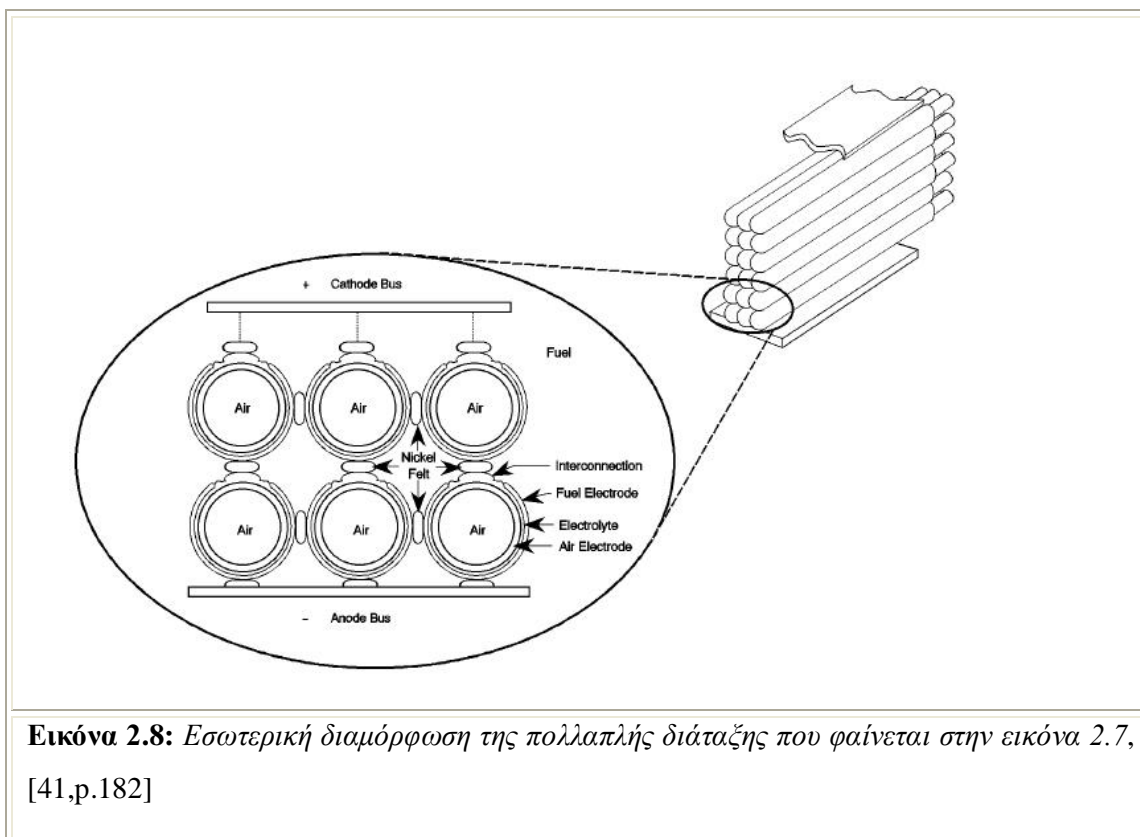 + Cathode Bus
Fuel
Air Air Air
Nickel
Felt
Interconnection
Fuel Electrode
Electrolyte
Air Electrode
Air Air Air
– Anode Bus
Εικόνα 2.8: Εσωτερική διαμόρφωση της πολλαπλής διάταξης που φαίνεται στην εικόνα 2.7,
[41,p.182]